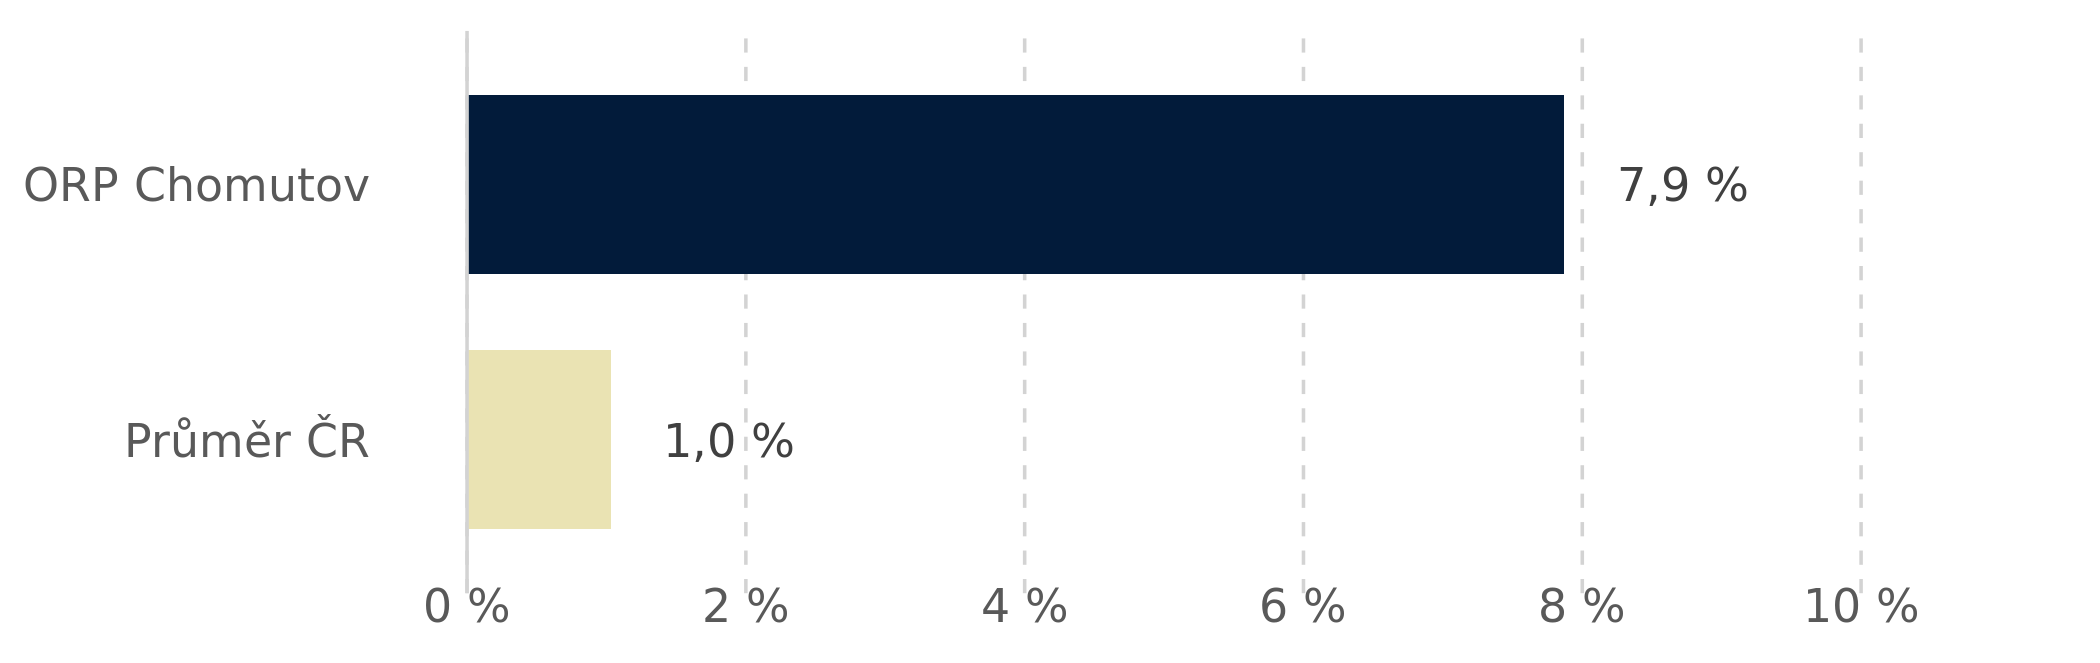 ORP Chomutov
7,9 %
Průměr ČR
1,0 %
0 % 2 % 4 % 6 % 8 % 10 %